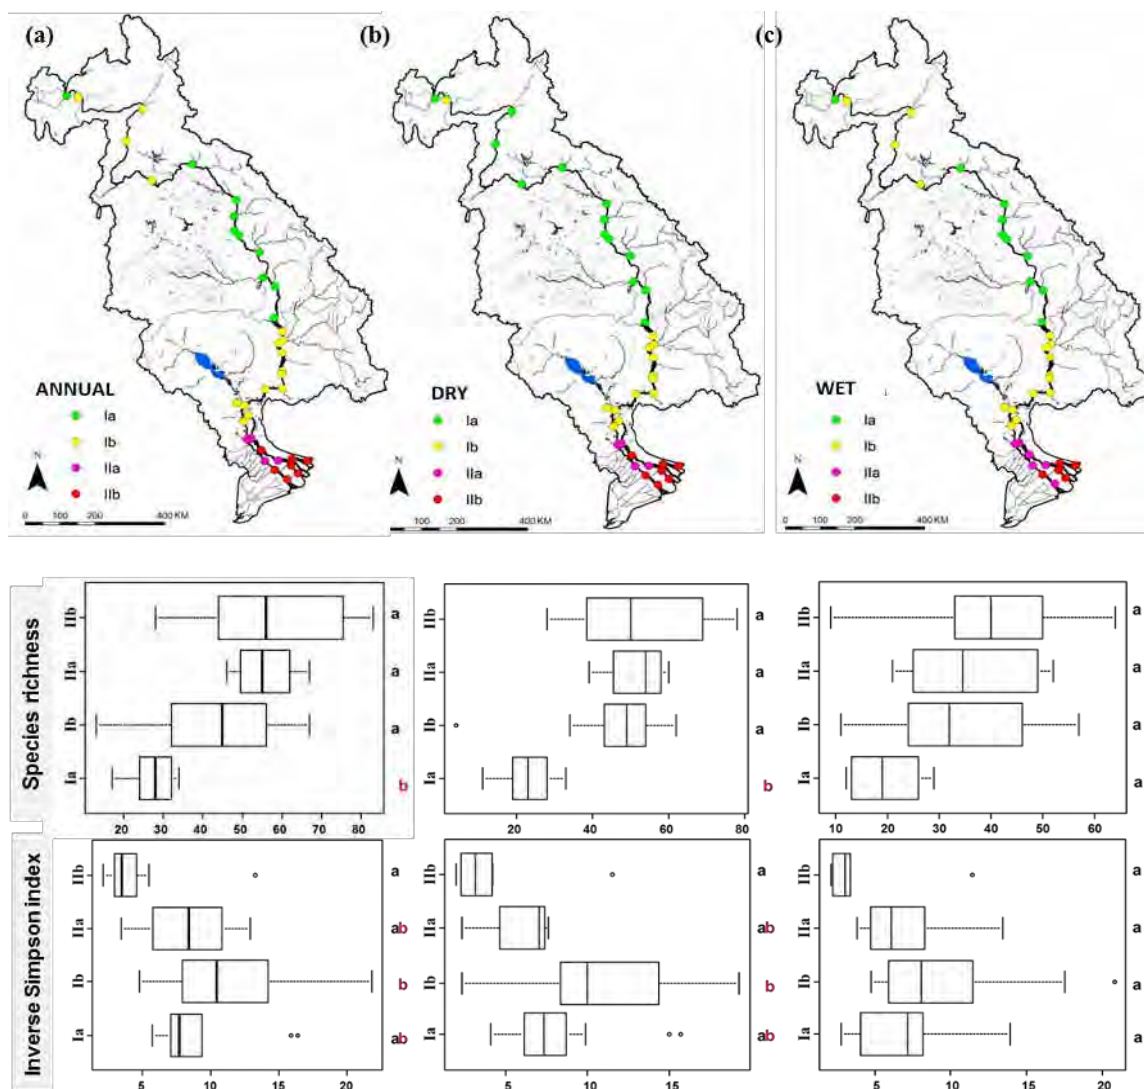 (a)
(b)
(c)
ANNUAL
Ia
Ib
IIa
IIb
N
0 100 200 400 KM
DRY
Ia
Ib
IIa
IIb
N
100 200 400 KM
WET
Ia
Ib
IIa
IIb
N
0 100 200 400 KM
Species richness
IIb
IIa
Ib
Ia
a
a
a
b
20 30 40 50 60 70 80
IIb
IIa
Ib
Ia
a
a
a
b
20 40 60 80
IIb
IIa
Ib
Ia
a
a
a
a
10 20 30 40 50 60
Inverse Simpson index
IIb
IIa
Ib
Ia
a
ab
b
ab
5 10 15 20
IIb
IIa
Ib
Ia
a
ab
b
ab
5 10 15
IIb
IIa
Ib
Ia
a
a
a
a
5 10 15 20